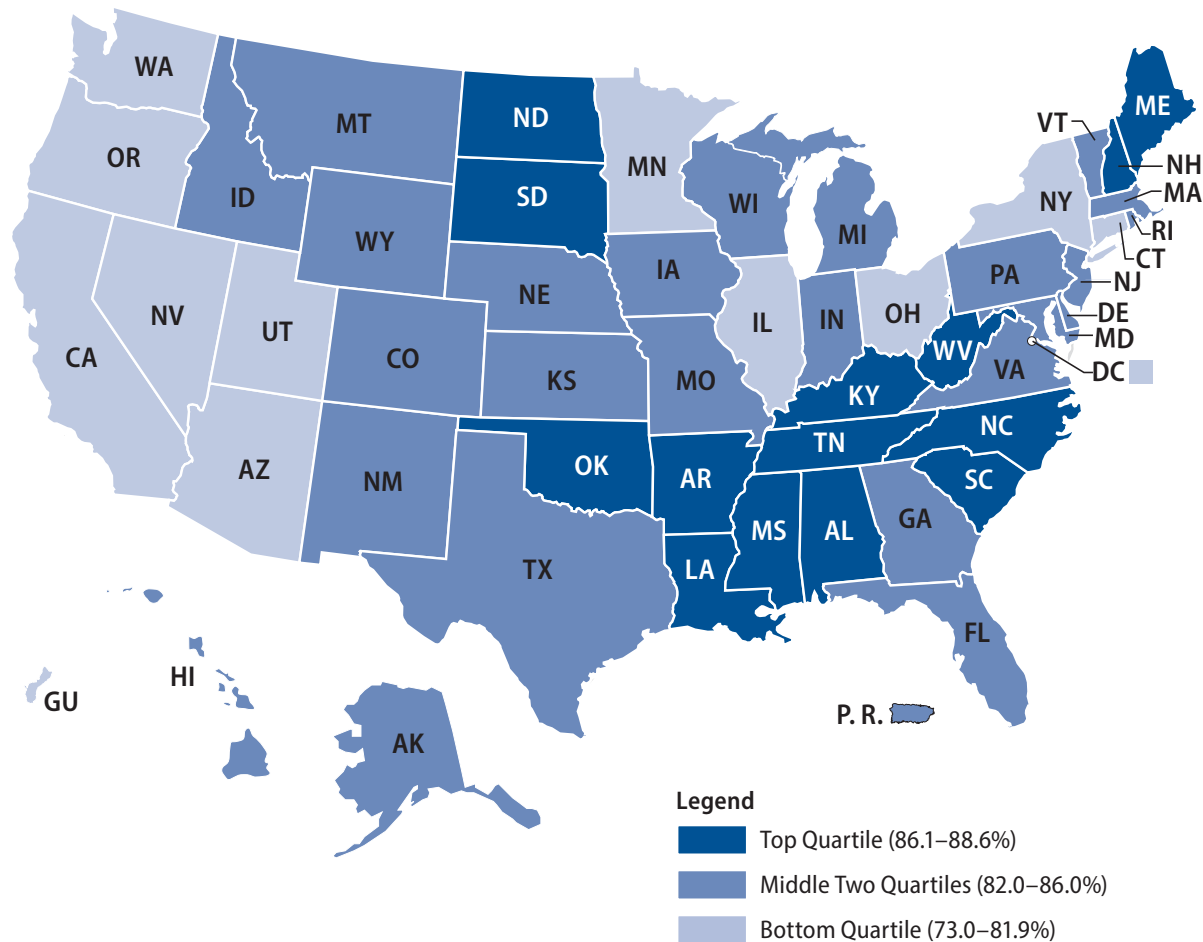 WA
OR
CA
NV
ID
MT
WY
UT
AZ
CO
NM
ND
SD
NE
KS
OK
TX
MN
IA
MO
AR
LA
WI
IL
MI
IN
OH
KY
TN
MS
AL
GA
FL
SC
NC
VA
WV
PA
NY
VT
ME
NH
MA
RI
CT
NJ
DE
MD
DC
GU
HI
AK
P. R.
Legend
Top Quartile (86.1–88.6%)
Middle Two Quartiles (82.0–86.0%)
Bottom Quartile (73.0–81.9%)